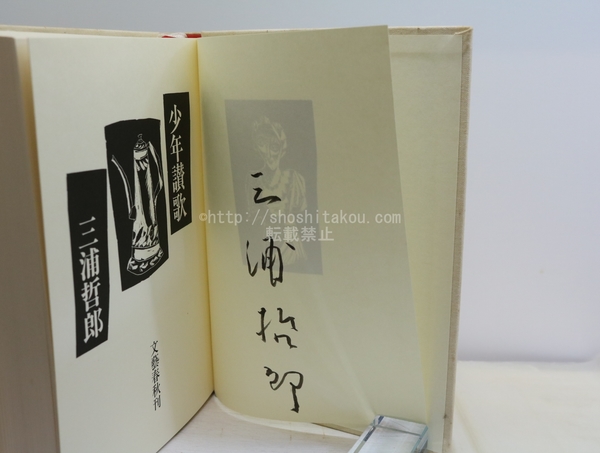 少年讃歌
三浦哲郎
文藝春秋刊
三浦哲郎
©http://shoshitakou.com/
転載禁止